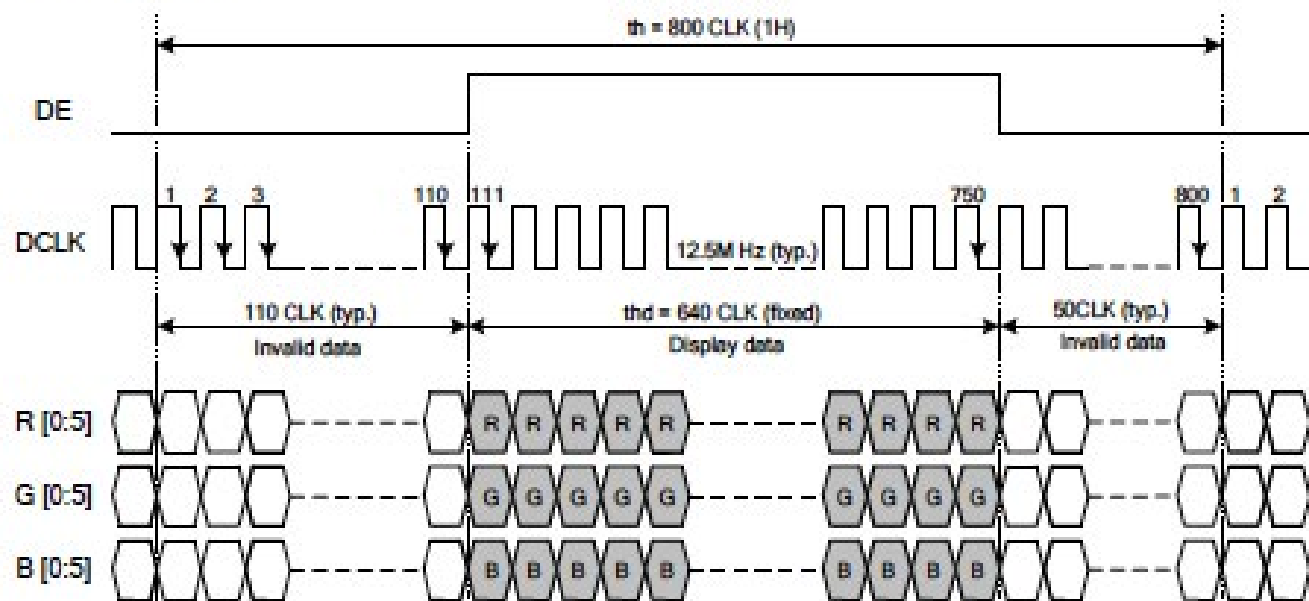 th = 800 CLK (1H)
DE
1 2 3 110 111 750 800 1 2
DCLK
12.5M Hz (typ.)
110 CLK (typ.) thd = 640 CLK (fixed) 50CLK (typ.)
Invalid data Display data Invalid data
R [0:5] R R R R R R R R R
G [0:5] G G G G G G G G G
B [0:5] B B B B B B B B B